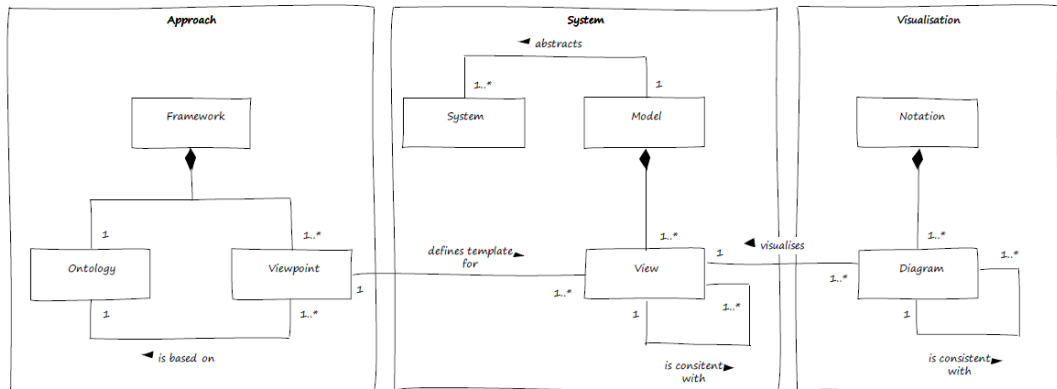 Approach
System
Visualisation
abstracts
1..*
1
Framework
System
Model
Notation
1
1..*
defines template
for
1..*
1
visualises
1..*
1..*
Ontology
Viewpoint
View
Diagram
1
1..*
1..*
1
1..*
1
1..*
1
is based on
is consitent
with
is consistent
with